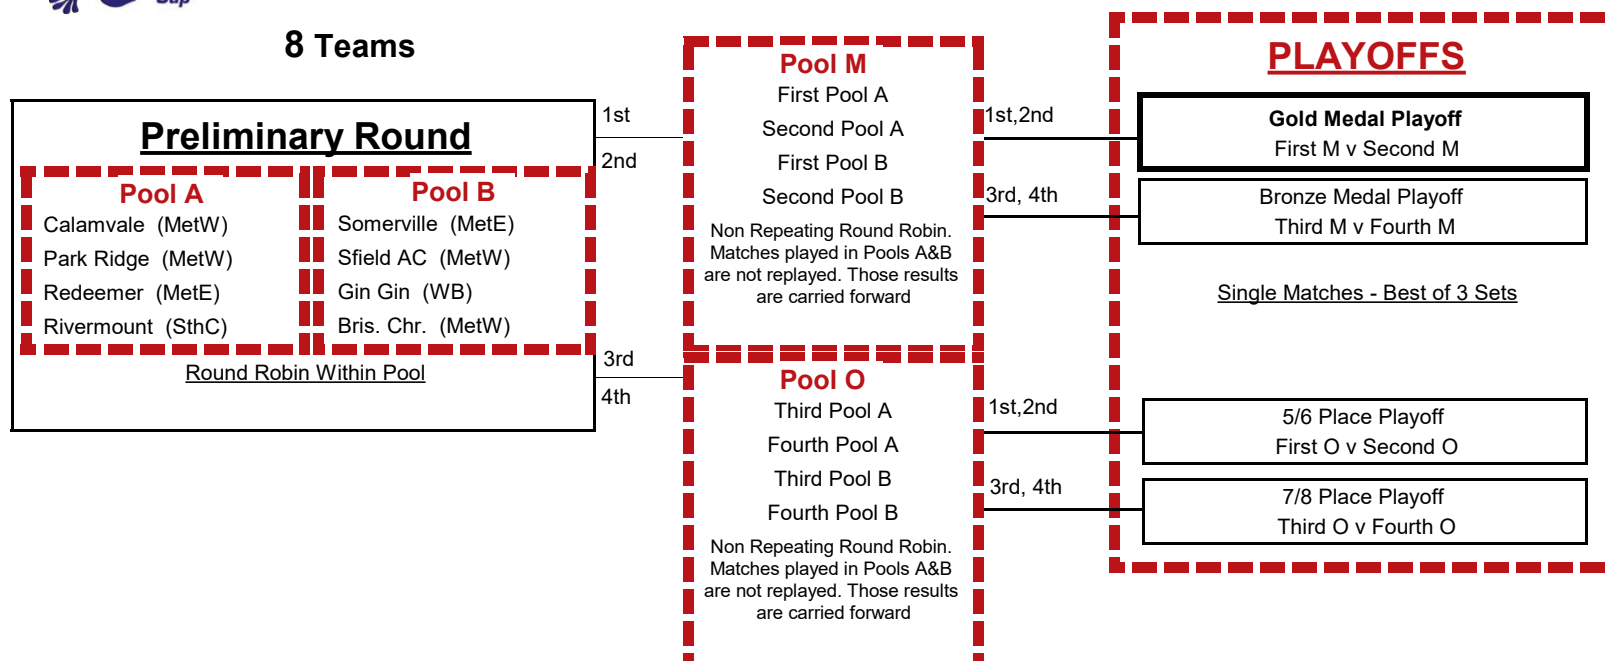 8 Teams
Preliminary Round
Pool A
Calamvale (MetW)
Park Ridge (MetW)
Redeemer (MetE)
Rivermount (SthC)
Pool B
Somerville (MetE)
Sfield AC (MetW)
Gin Gin (WB)
Bris. Chr. (MetW)
Round Robin Within Pool
1st
2nd
3rd
4th
Pool M
First Pool A
Second Pool A
First Pool B
Second Pool B
Non Repeating Round Robin.
Matches played in Pools A&B
are not replayed. Those results
are carried forward
Pool O
Third Pool A
Fourth Pool A
Third Pool B
Fourth Pool B
Non Repeating Round Robin.
Matches played in Pools A&B
are not replayed. Those results
are carried forward
1st,2nd
3rd, 4th
1st,2nd
3rd, 4th
PLAYOFFS
Gold Medal Playoff
First M v Second M
Bronze Medal Playoff
Third M v Fourth M
Single Matches - Best of 3 Sets
5/6 Place Playoff
First O v Second O
7/8 Place Playoff
Third O v Fourth O